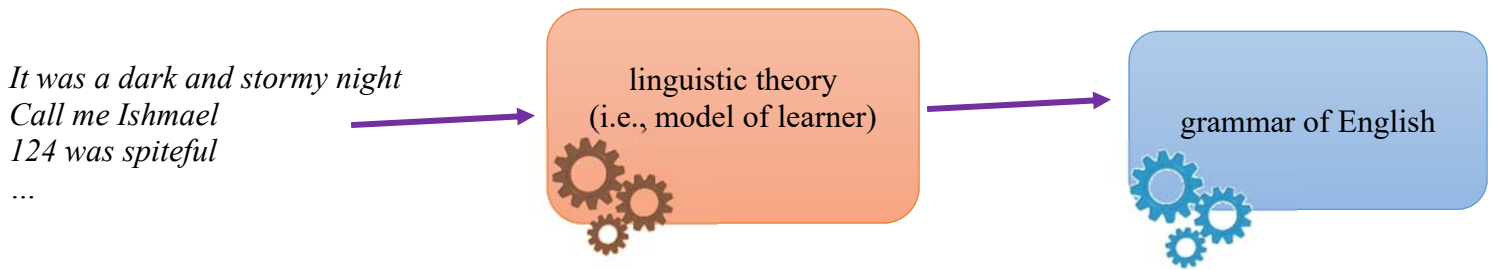 It was a dark and stormy night
Call me Ishmael
124 was spiteful
…
linguistic theory
(i.e., model of learner)
grammar of English